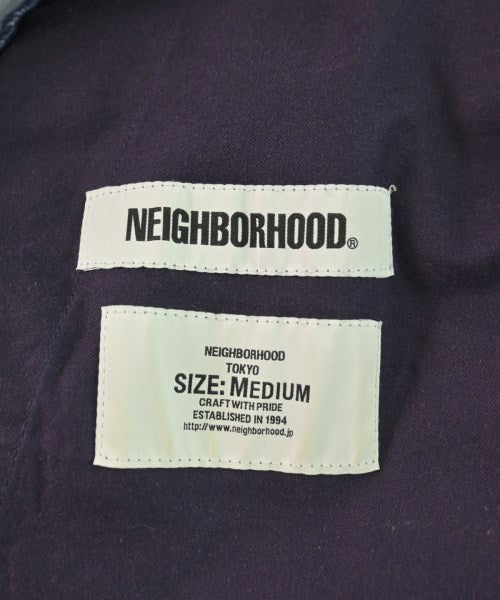 NEIGHBORHOOD®
NEIGHBORHOOD
TOKYO
SIZE: MEDIUM
CRAFT WITH PRIDE
ESTABLISHED IN 1994
http://www.neighborhood.jp